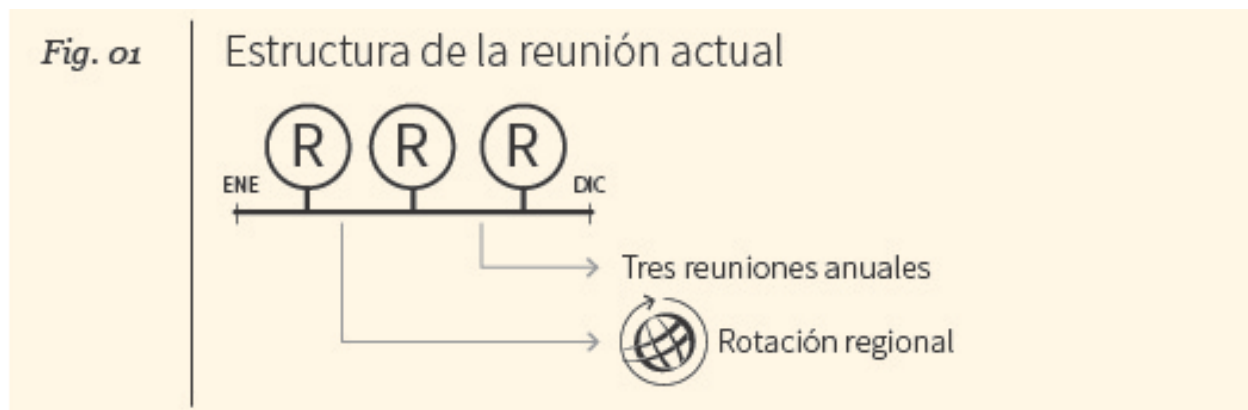 Fig. 01
Estructura de la reunión actual
R R R
ENE DIC
Tres reuniones anuales
Rotación regional